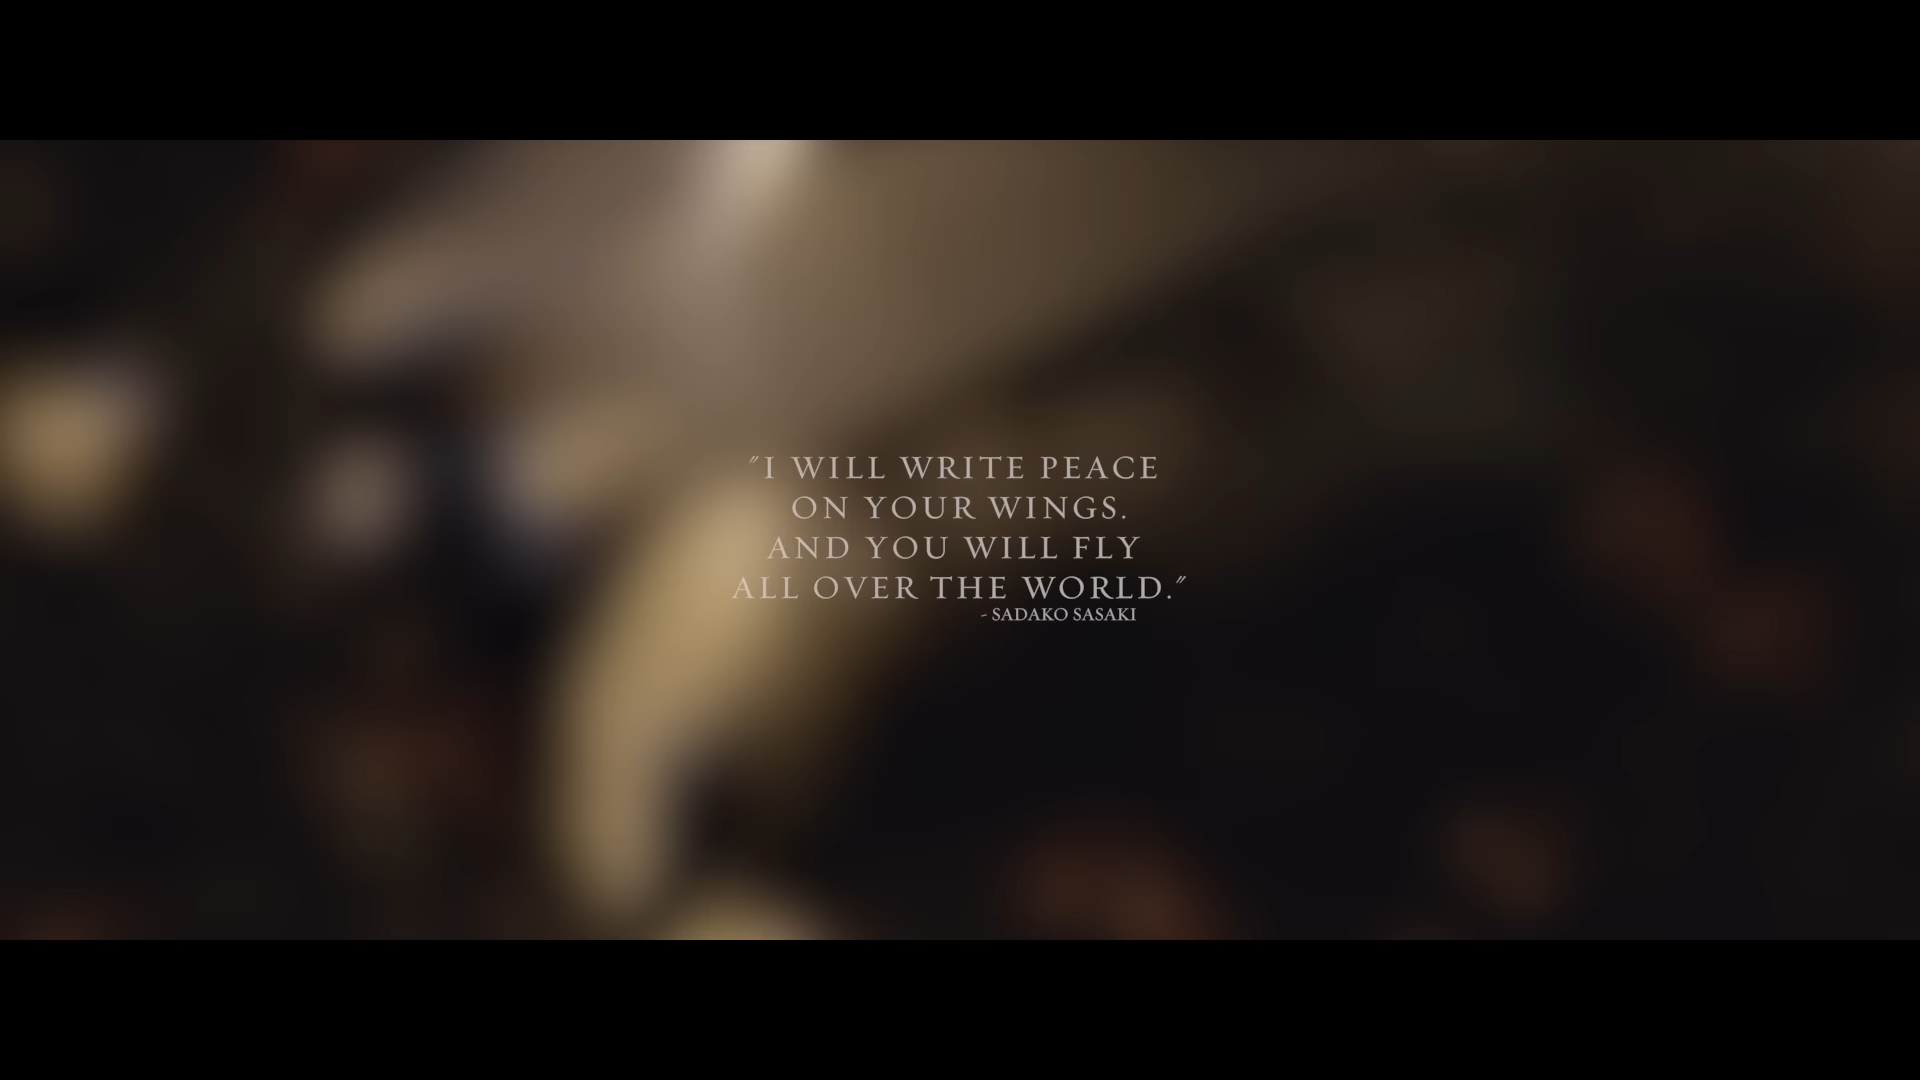 "I WILL WRITE PEACE
ON YOUR WINGS.
AND YOU WILL FLY
ALL OVER THE WORLD."
- SADAKO SASAKI